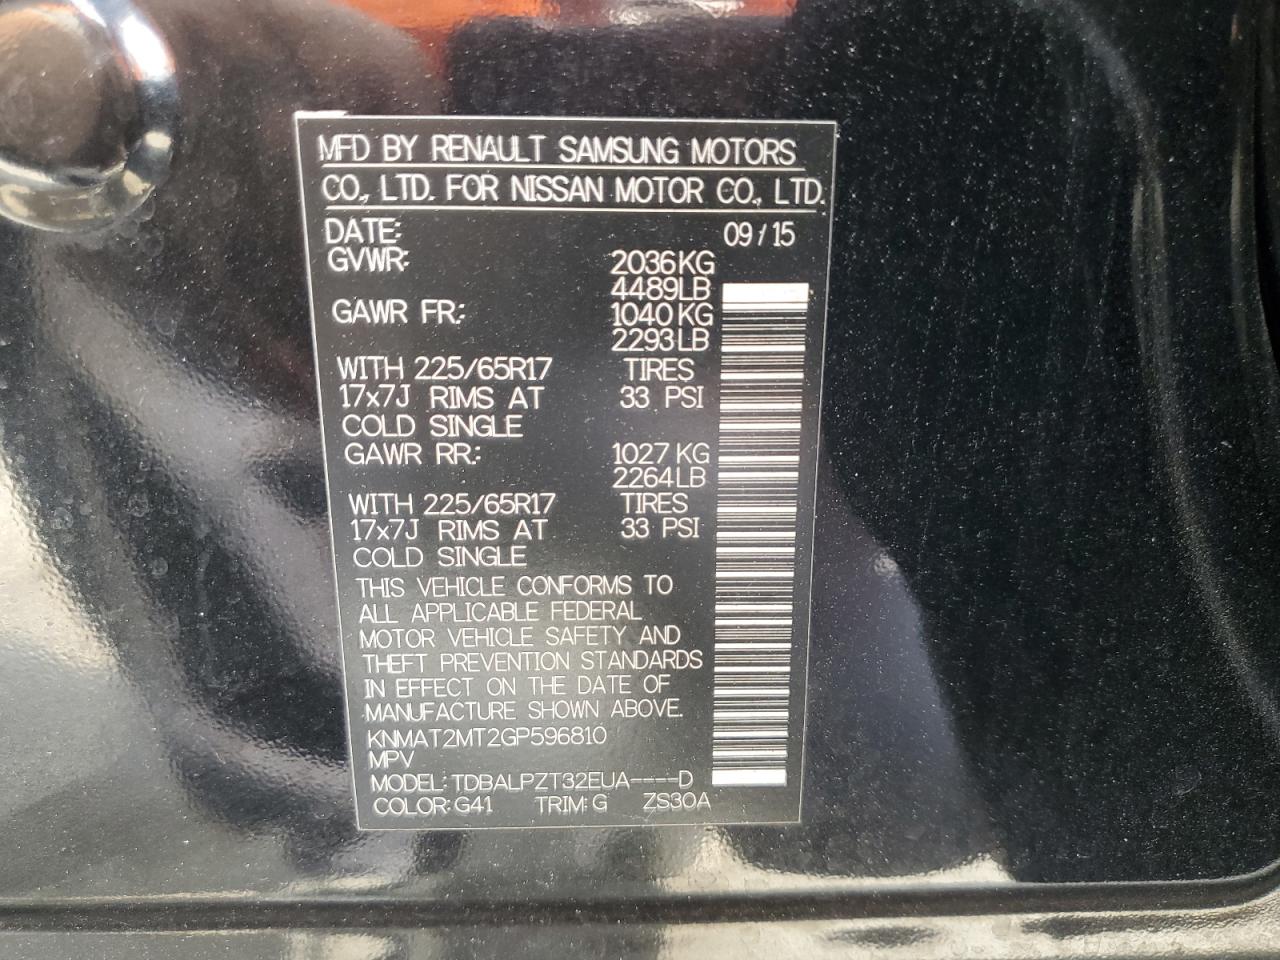 MFD BY RENAULT SAMSUNG MOTORS
CO., LTD. FOR NISSAN MOTOR CO., LTD.
DATE: 09/15
GVWR: 2036KG
4489LB
GAWR FR: 1040KG
2293LB
WITH 225/65R17 TIRES
17x7J RIMS AT 33 PSI
COLD SINGLE
GAWR RR: 1027KG
2264LB
WITH 225/65R17 TIRES
17x7J RIMS AT 33 PSI
COLD SINGLE
THIS VEHICLE CONFORMS TO
ALL APPLICABLE FEDERAL
MOTOR VEHICLE SAFETY AND
THEFT PREVENTION STANDARDS
IN EFFECT ON THE DATE OF
MANUFACTURE SHOWN ABOVE.
KNMAT2MT2GP596810
MPV
MODEL: TDBALPZT32EUA----D
COLOR: G41 TRIM: G ZS30A